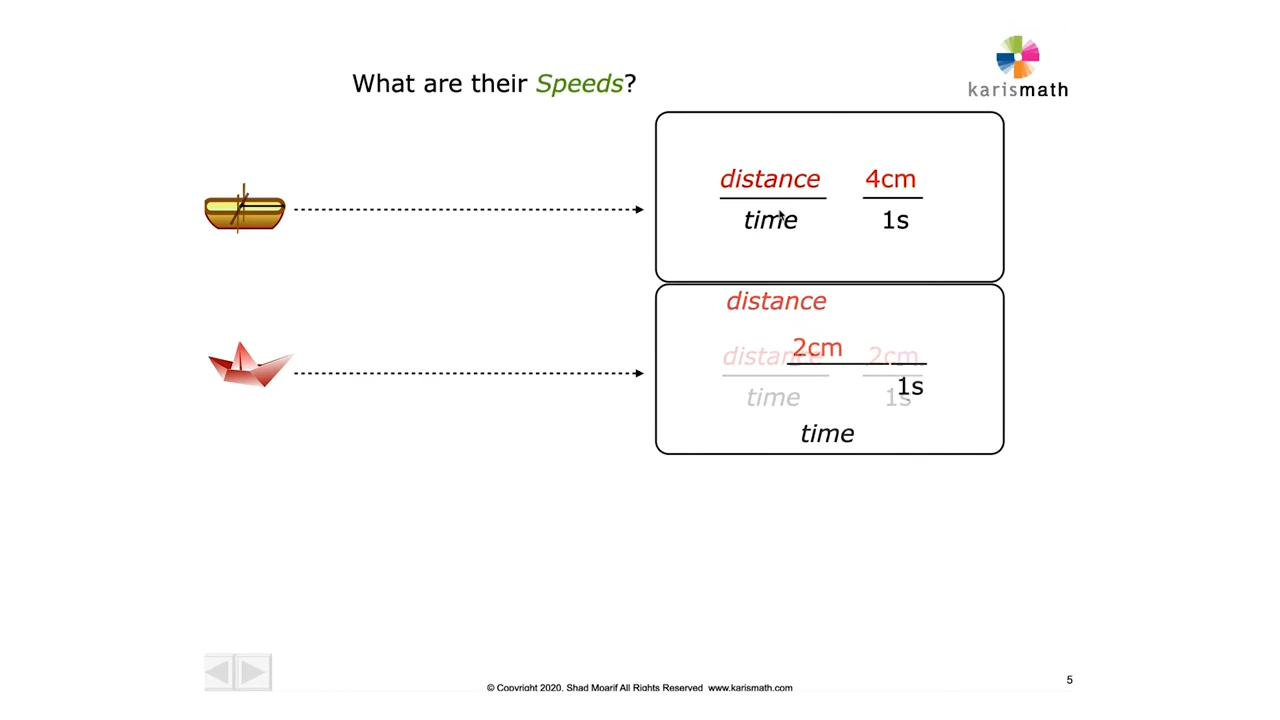 karismath
What are their Speeds?
distance 4cm
time 1s
distance
2cm
distance 2cm
1s
time 1s
time
5
© Copyright 2020, Shad Moarif All Rights Reserved www.karismath.com